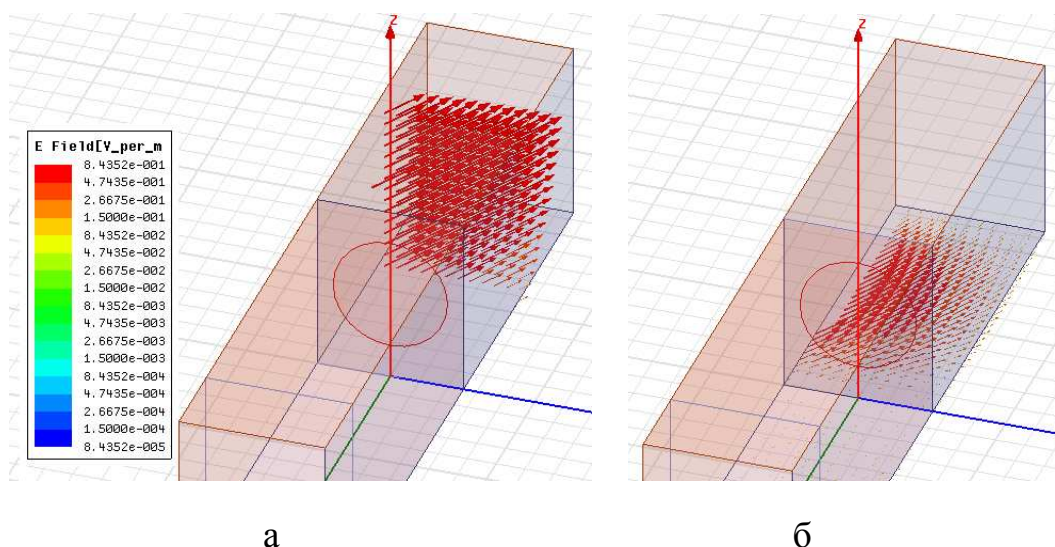 Z
E Field[V_per_m
8.4352e-001
4.7435e-001
2.6675e-001
1.5000e-001
8.4352e-002
4.7435e-002
2.6675e-002
1.5000e-002
8.4352e-003
4.7435e-003
2.6675e-003
1.5000e-003
8.4352e-004
4.7435e-004
2.6674e-004
1.5000e-004
8.4352e-005
Z
а
б